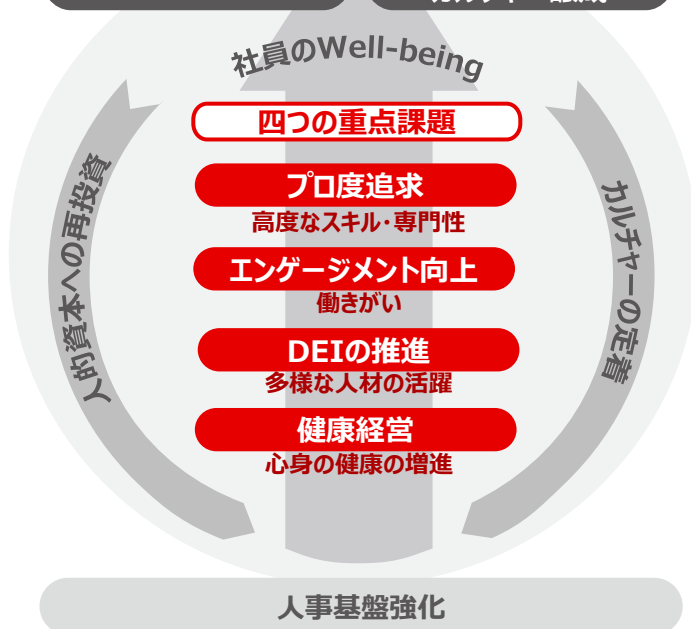 社員のWell-being
四つの重点課題
プロ度追求
高度なスキル・専門性
エンゲージメント向上
働きがい
DEIの推進
多様な人材の活躍
健康経営
心身の健康の増進
人的資本への再投資
カルチャーの定着
人事基盤強化